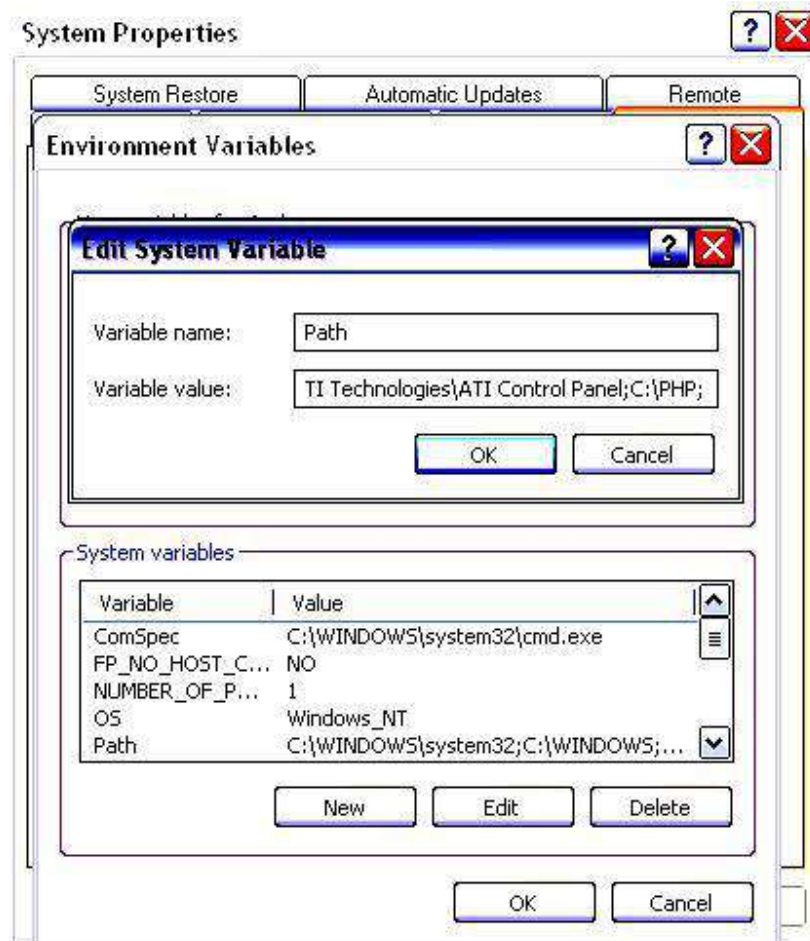 System Properties
System Restore Automatic Updates Remote
Environment Variables
Edit System Variable
Variable name: Path
Variable value: TI Technologies\ATI Control Panel;C:\PHP;
OK Cancel
System variables
Variable Value
ComSpec C:\WINDOWS\system32\cmd.exe
FP_NO_HOST_C... NO
NUMBER_OF_P... 1
OS Windows_NT
Path C:\WINDOWS\system32;C:\WINDOWS;...
New Edit Delete
OK Cancel